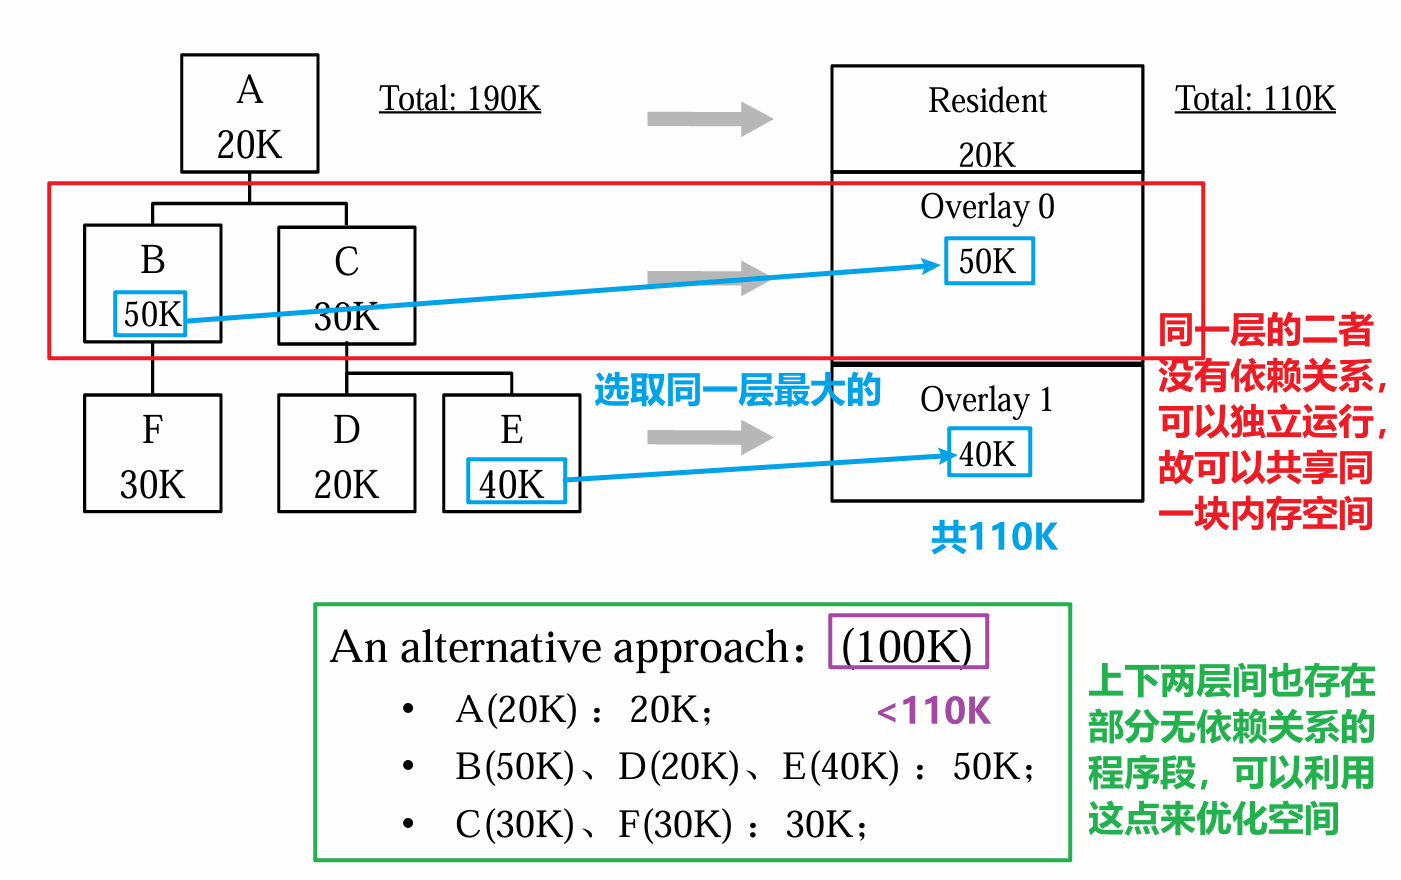 A
20K
Total: 190K
Resident
20K
Total: 110K
B
50K
C
30K
Overlay 0
50K
同一层的二者
没有依赖关系，
可以独立运行，
故可以共享同
一块内存空间
选取同一层最大的
F
30K
D
20K
E
40K
Overlay 1
40K
共110K
An alternative approach：(100K)
• A(20K)：20K；
<110K
• B(50K)、D(20K)、E(40K)：50K；
• C(30K)、F(30K)：30K；
上下两层间也存在
部分无依赖关系的
程序段，可以利用
这点来优化空间